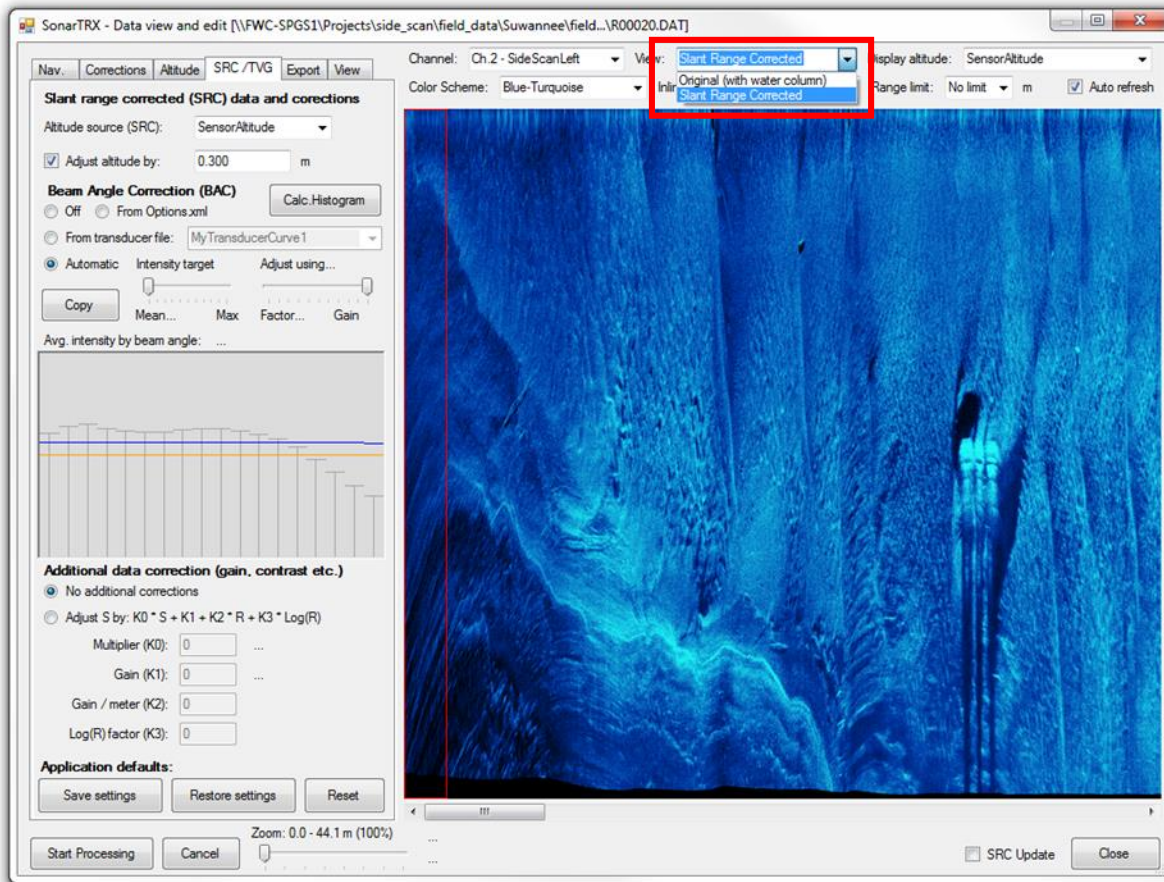 SonarTRX - Data view and edit [\\FWC-SPGS1\Projects\side_scan\field_data\Suwannee\field...\R00020.DAT]
Nav. Corrections Altitude SRC /TVG Export View
Slant range corrected (SRC) data and corections
Altitude source (SRC): SensorAltitude
Adjust altitude by: 0.300 m
Beam Angle Correction (BAC)
Calc.Histogram
Off From Options.xml
From transducer file: MyTransducerCurve1
Automatic Intensity target Adjust using...
Copy
Mean... Max Factor... Gain
Avg. intensity by beam angle: ...
Additional data correction (gain, contrast etc.)
No additional corrections
Adjust S by: K0 * S + K1 + K2 * R + K3 * Log(R)
Multiplier (K0): 0 ...
Gain (K1): 0 ...
Gain / meter (K2): 0
Log(R) factor (K3): 0
Application defaults:
Save settings Restore settings Reset
Start Processing Cancel
Zoom: 0.0 - 44.1 m (100%)
...
...
Channel: Ch.2 - SideScanLeft View: Slant Range Corrected Display altitude: SensorAltitude
Original (with water column)
Slant Range Corrected
Color Scheme: Blue-Turquoise Range limit: No limit m Auto refresh
SRC Update Close